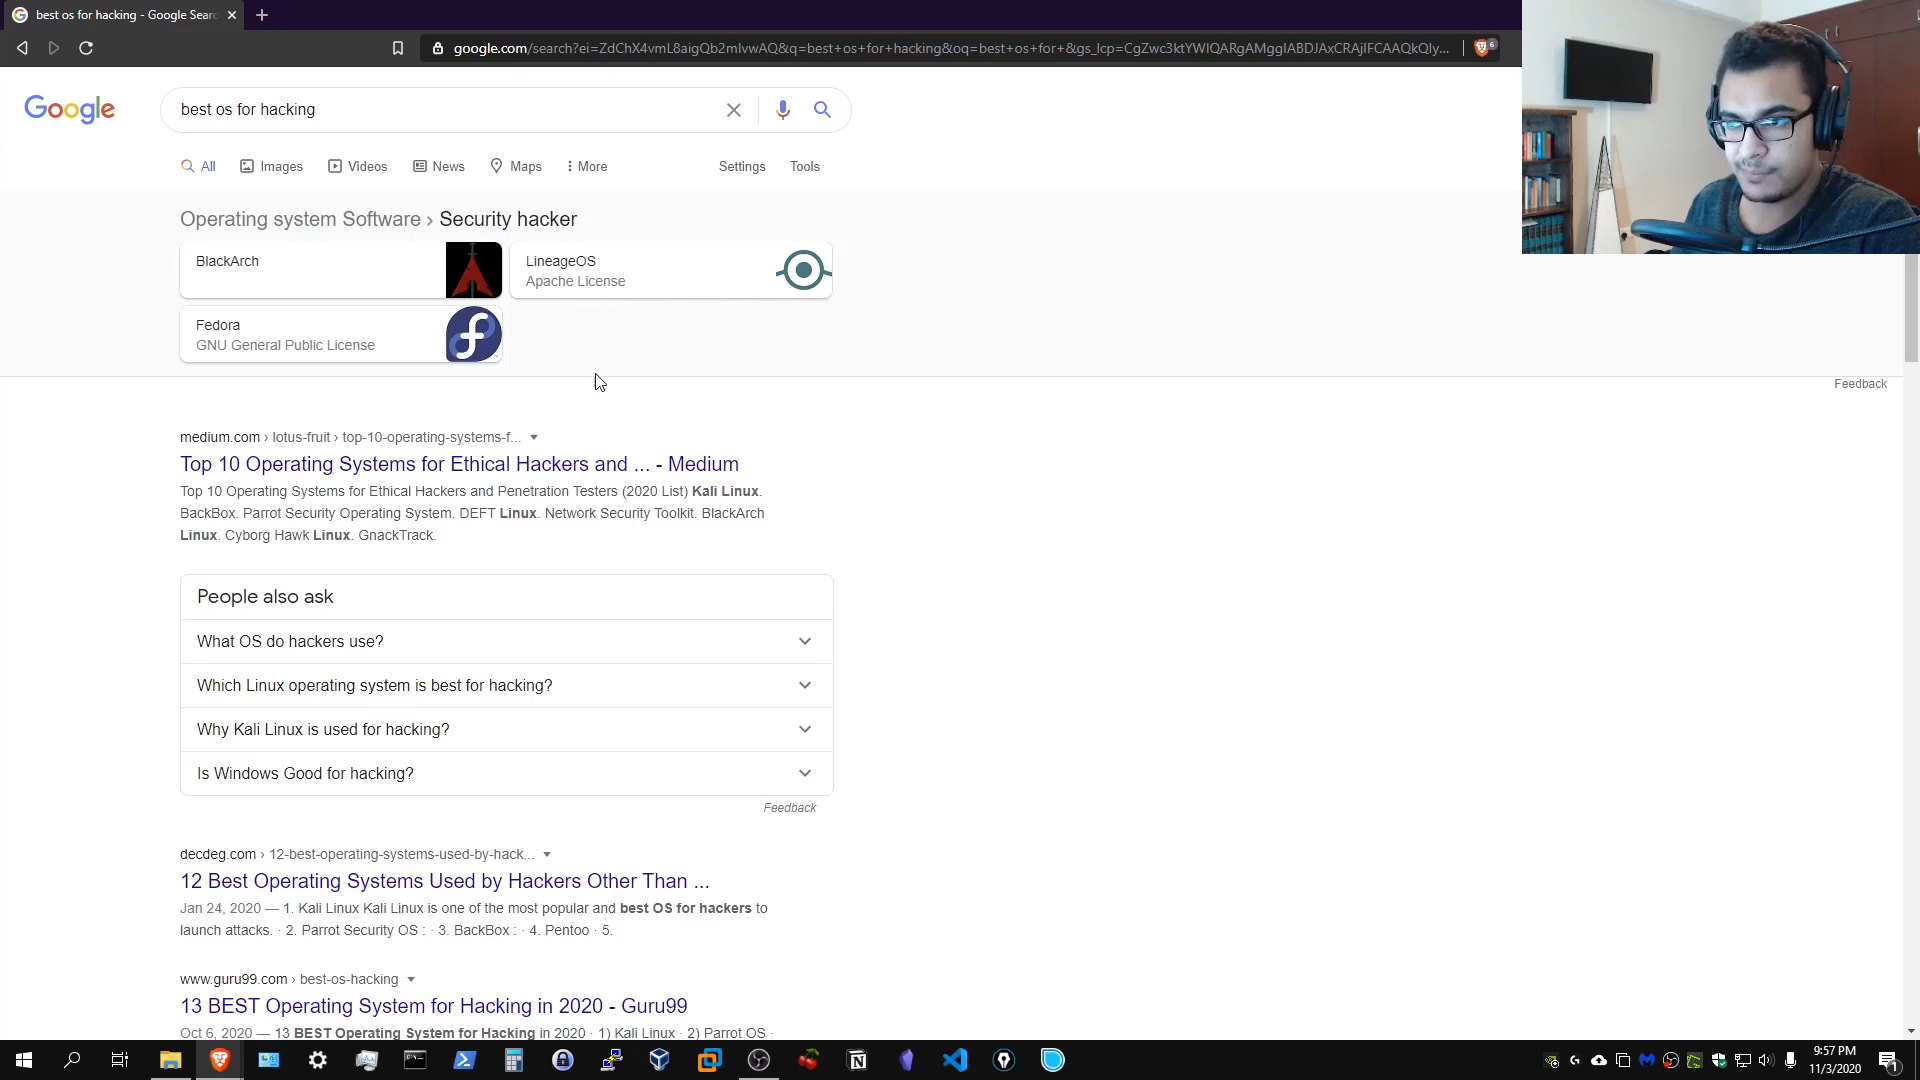 best os for hacking - Google Searc
google.com/search?ei=ZdChX4vmL8aigQb2mIvwAQ&q=best+os+for+hacking&oq=best+os+for+&gs_lcp=CgZwc3ktYWIQARgAMggIABDJAxCRAjIFCAAQkQIy...
6
Google
best os for hacking
All
Images
Videos
News
Maps
More
Settings
Tools
Operating system Software › Security hacker
BlackArch
LineageOS
Apache License
Fedora
GNU General Public License
Feedback
medium.com › lotus-fruit › top-10-operating-systems-f...
Top 10 Operating Systems for Ethical Hackers and ... - Medium
Top 10 Operating Systems for Ethical Hackers and Penetration Testers (2020 List) Kali Linux.
BackBox. Parrot Security Operating System. DEFT Linux. Network Security Toolkit. BlackArch
Linux. Cyborg Hawk Linux. GnackTrack.
People also ask
What OS do hackers use?
Which Linux operating system is best for hacking?
Why Kali Linux is used for hacking?
Is Windows Good for hacking?
Feedback
decdeg.com › 12-best-operating-systems-used-by-hack...
12 Best Operating Systems Used by Hackers Other Than ...
Jan 24, 2020 — 1. Kali Linux Kali Linux is one of the most popular and best OS for hackers to
launch attacks. · 2. Parrot Security OS : · 3. BackBox : · 4. Pentoo · 5.
www.guru99.com › best-os-hacking
13 BEST Operating System for Hacking in 2020 - Guru99
Oct 6, 2020 — 13 BEST Operating System for Hacking in 2020 · 1) Kali Linux · 2) Parrot OS ·
9:57 PM
11/3/2020
1